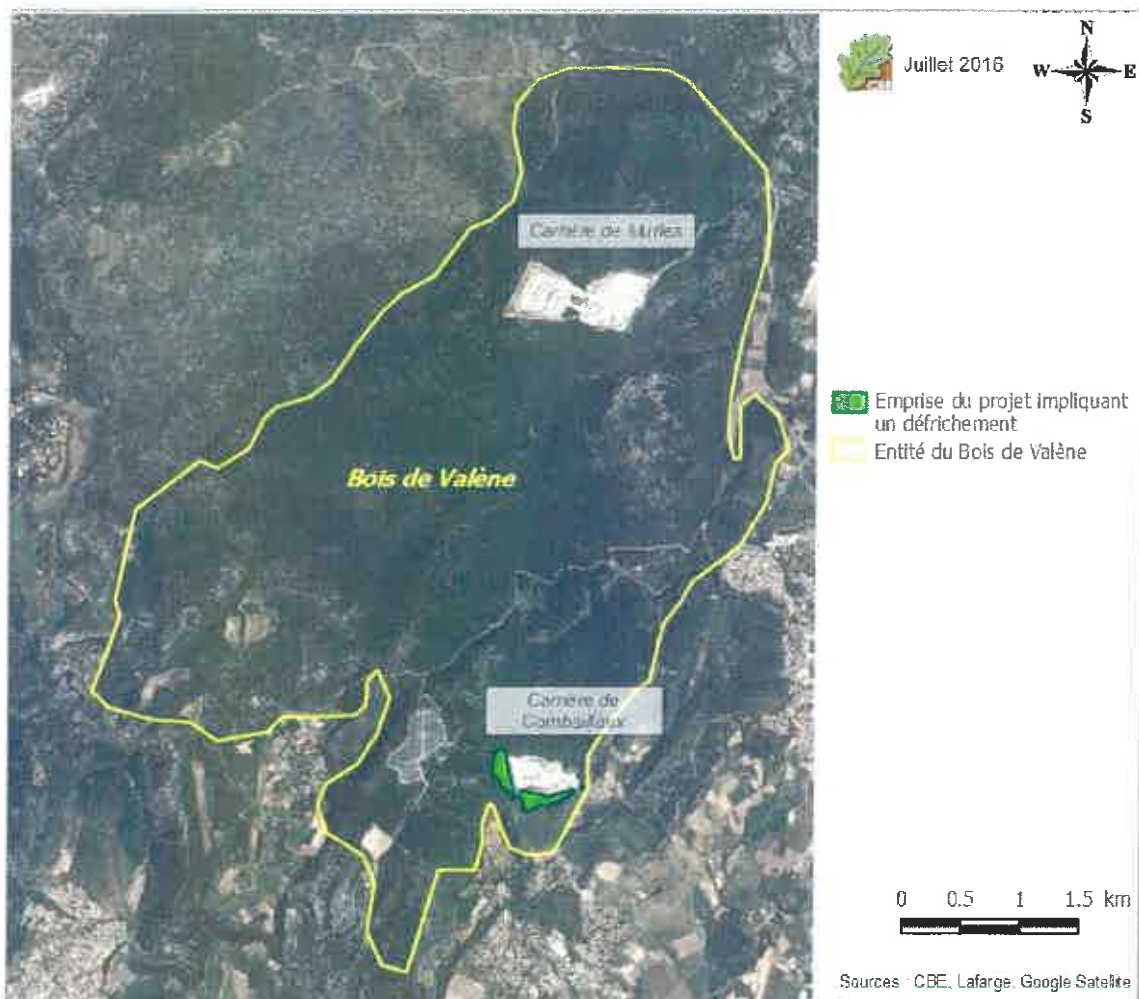 Juillet 2016
N
W E
S
Carrière de Murles
Emprise du projet impliquant
un défrichement
Entité du Bois de Valène
Bois de Valène
Carrière de
Combaillaux
0 0.5 1 1.5 km
Sources : CBE, Lafarge, Google Satellite